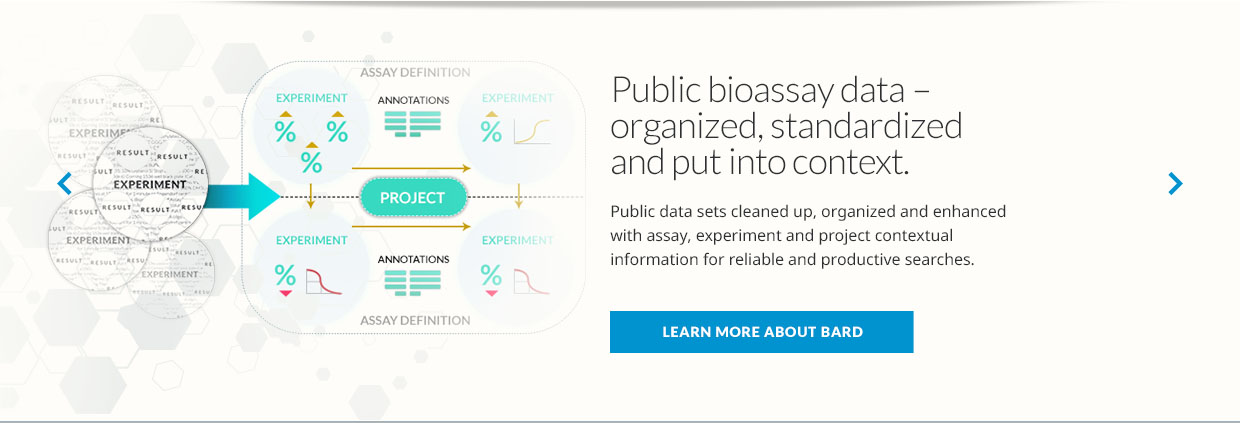 RESULT
RESULT
EXPERIMENT
RESULT
RESULT
EXPERIMENT
RESULT
RESULT
EXPERIMENT
RESULT
RESULT
EXPERIMENT
RESULT
ASSAY DEFINITION
EXPERIMENT
ANNOTATIONS
EXPERIMENT
% %
%
%
PROJECT
EXPERIMENT
EXPERIMENT
%
ANNOTATIONS
%
ASSAY DEFINITION
Public bioassay data –
organized, standardized
and put into context.
Public data sets cleaned up, organized and enhanced
with assay, experiment and project contextual
information for reliable and productive searches.
LEARN MORE ABOUT BARD